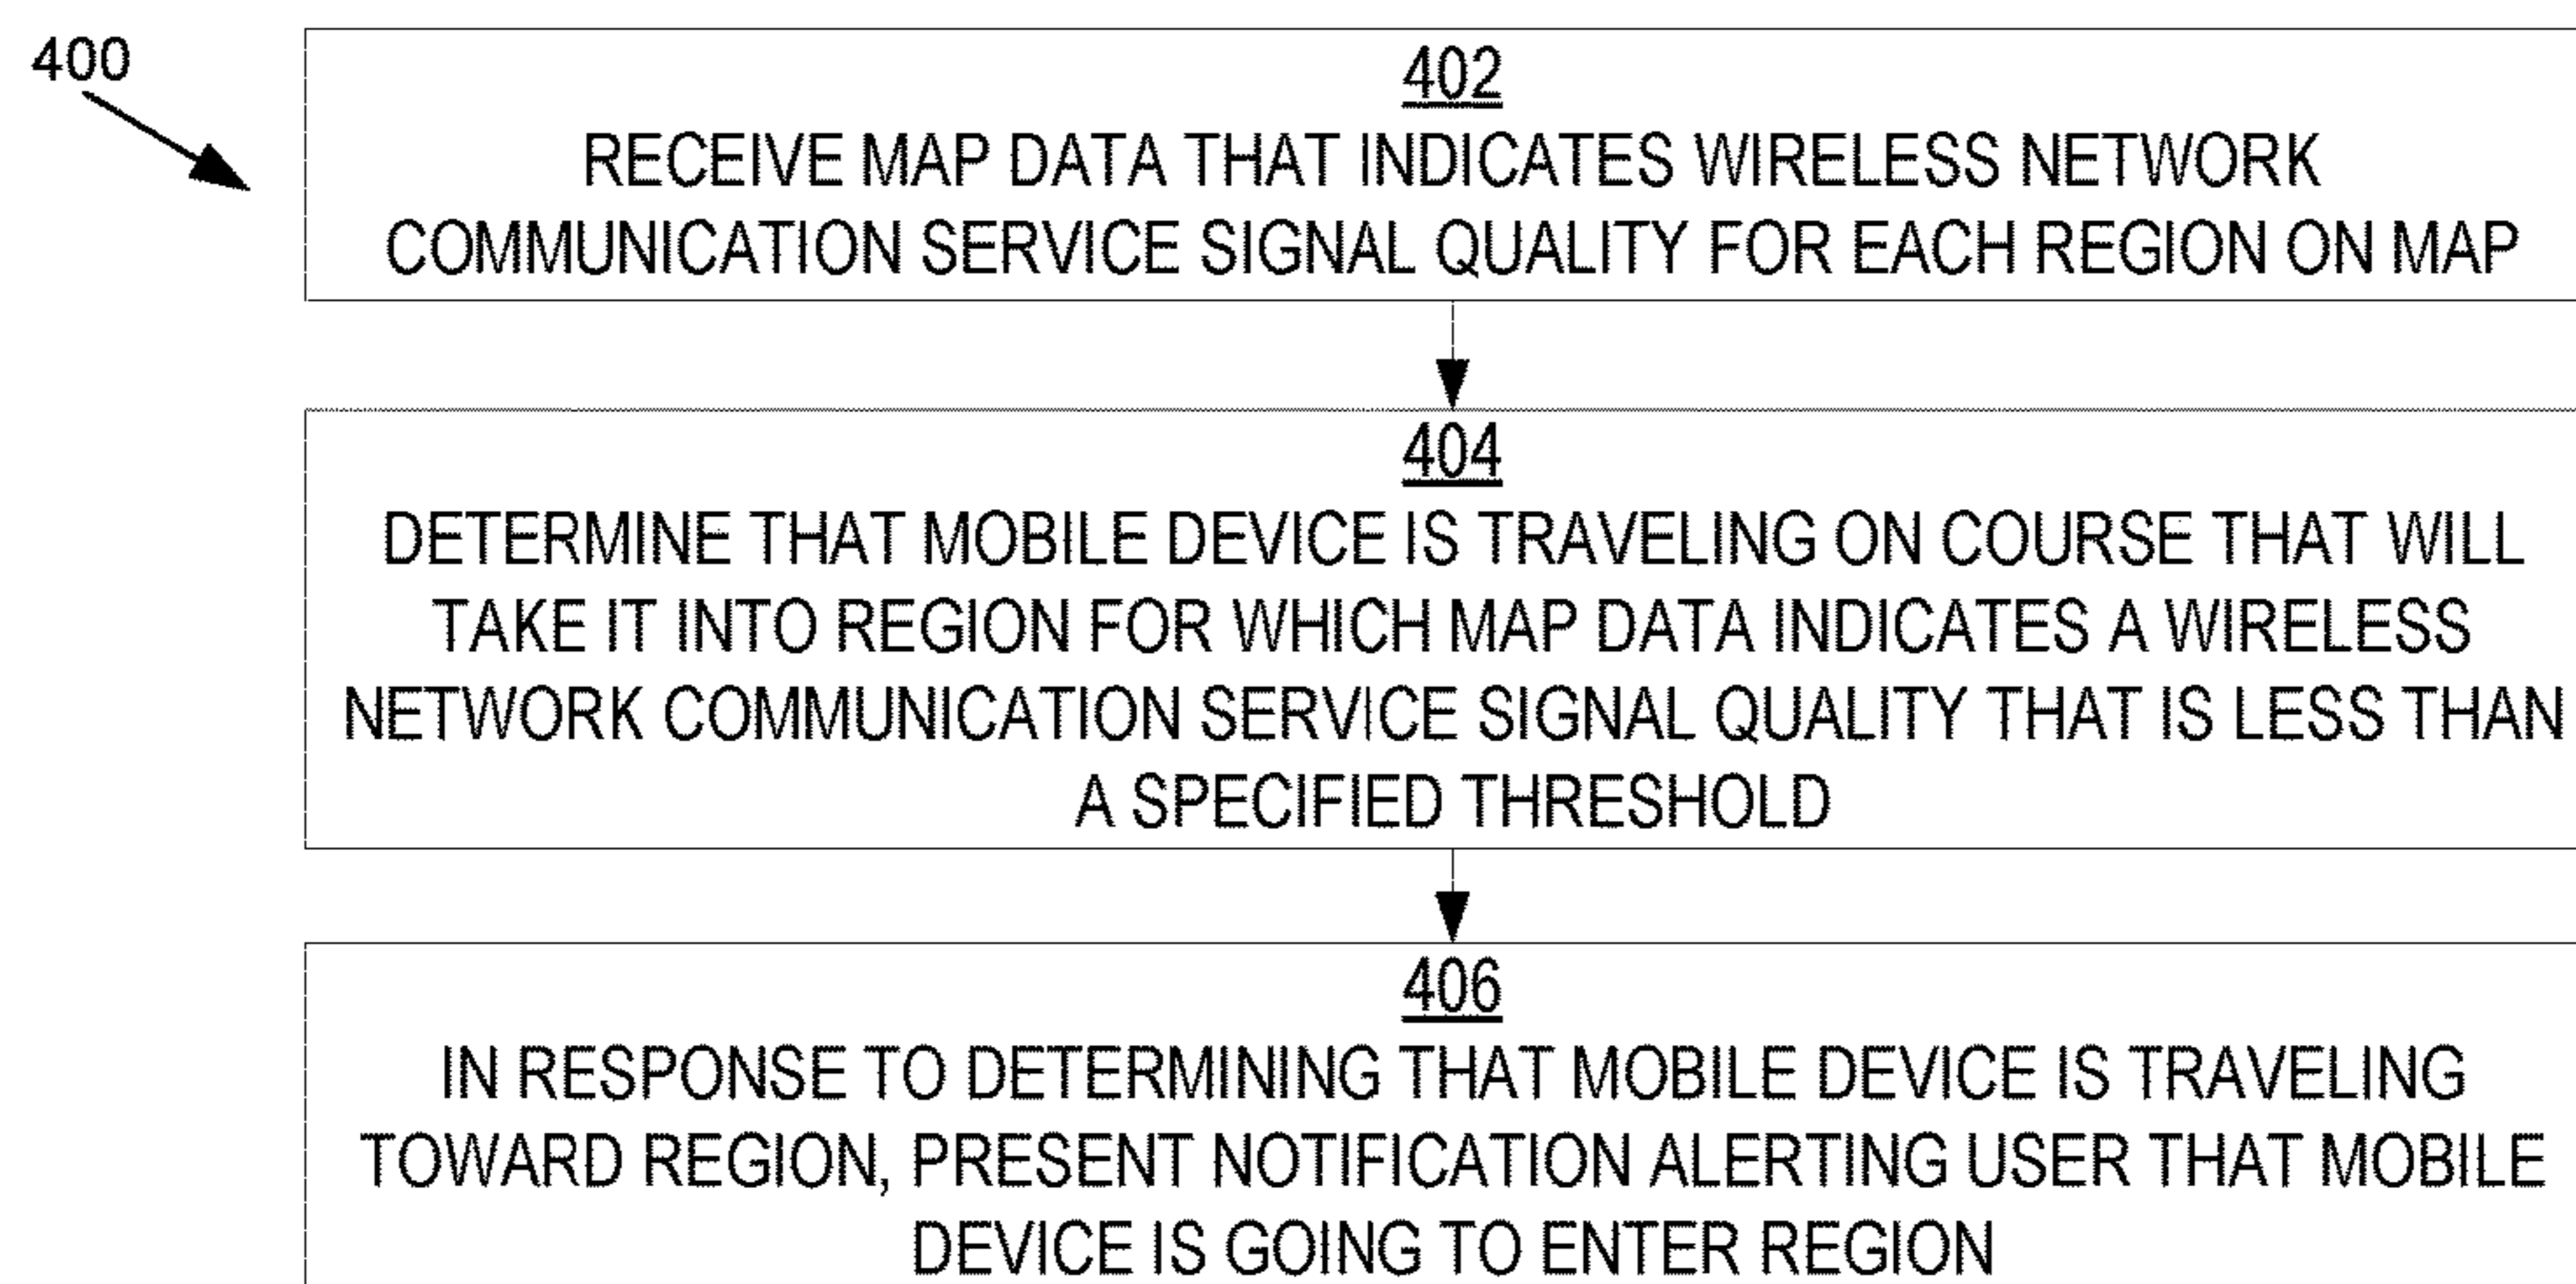 400
402
RECEIVE MAP DATA THAT INDICATES WIRELESS NETWORK
COMMUNICATION SERVICE SIGNAL QUALITY FOR EACH REGION ON MAP
404
DETERMINE THAT MOBILE DEVICE IS TRAVELING ON COURSE THAT WILL
TAKE IT INTO REGION FOR WHICH MAP DATA INDICATES A WIRELESS
NETWORK COMMUNICATION SERVICE SIGNAL QUALITY THAT IS LESS THAN
A SPECIFIED THRESHOLD
406
IN RESPONSE TO DETERMINING THAT MOBILE DEVICE IS TRAVELING
TOWARD REGION, PRESENT NOTIFICATION ALERTING USER THAT MOBILE
DEVICE IS GOING TO ENTER REGION